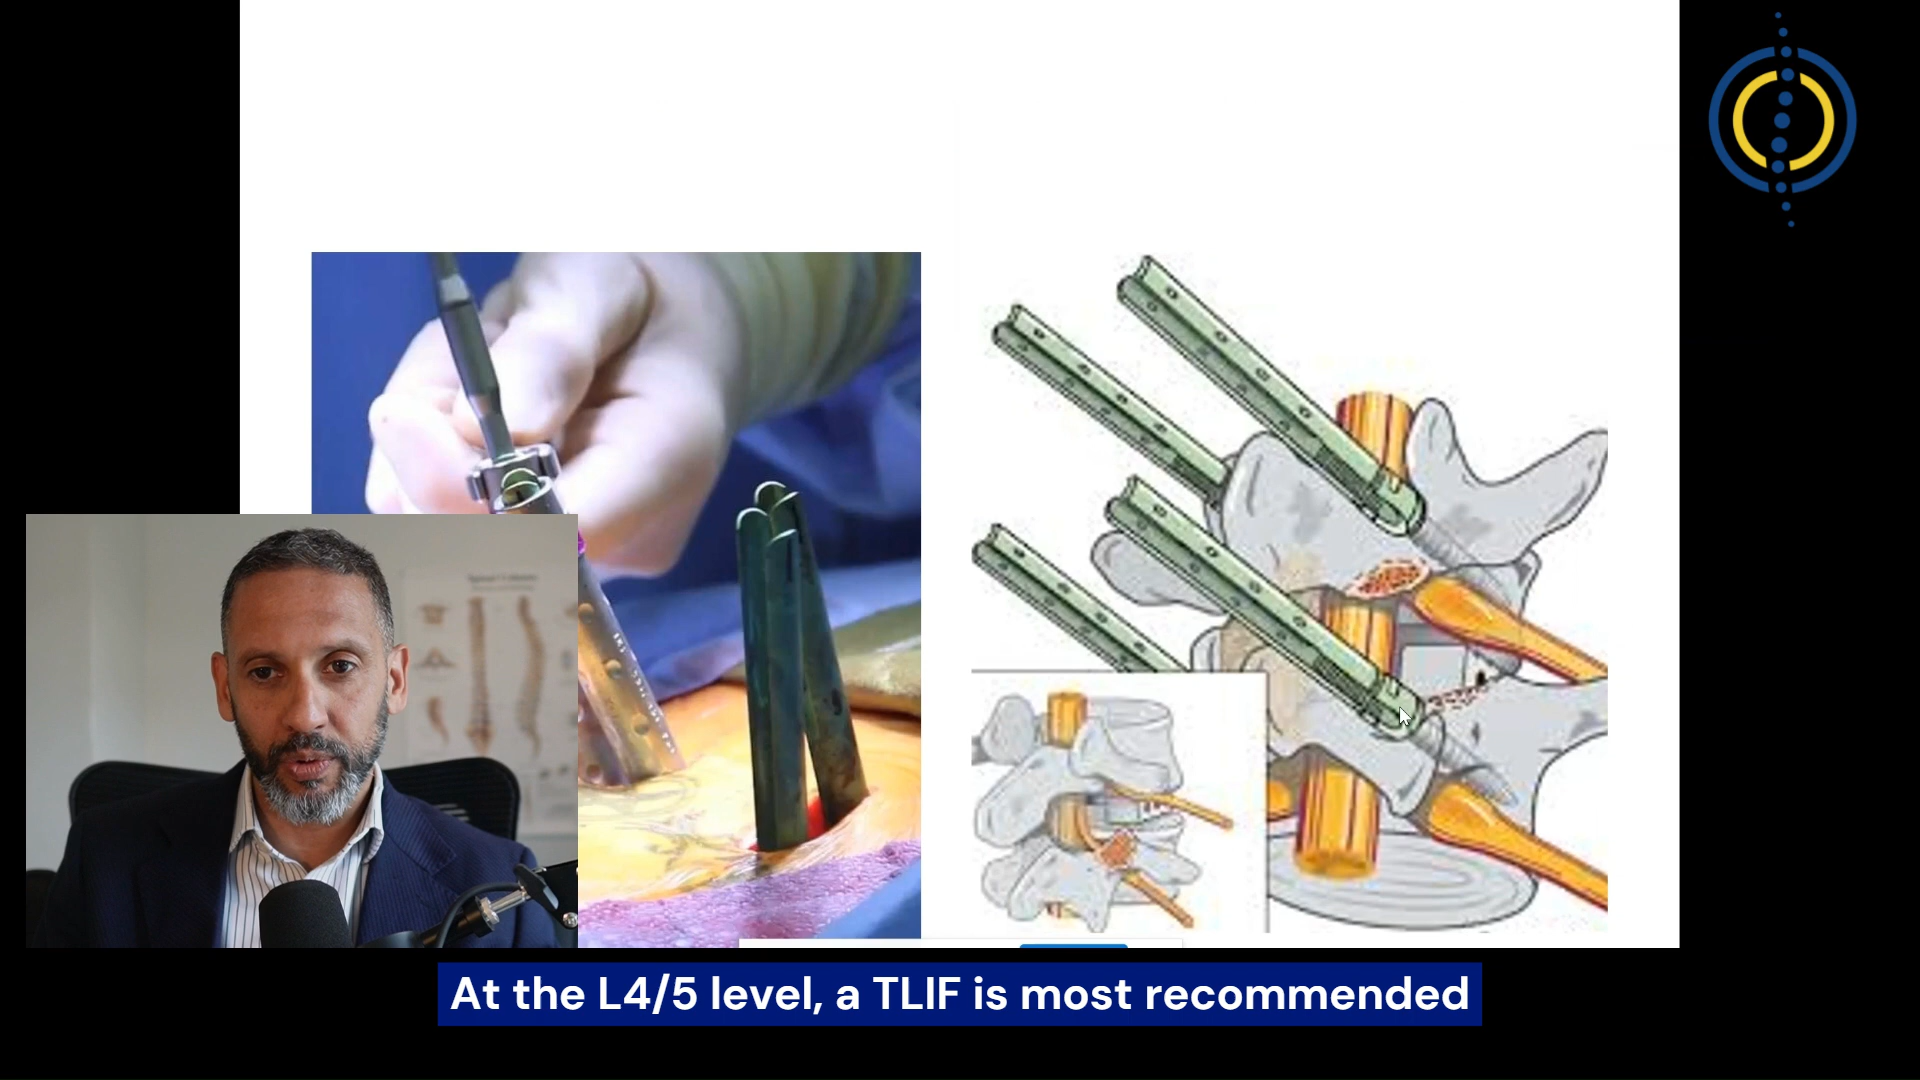 At the L4/5 level, a TLIF is most recommended